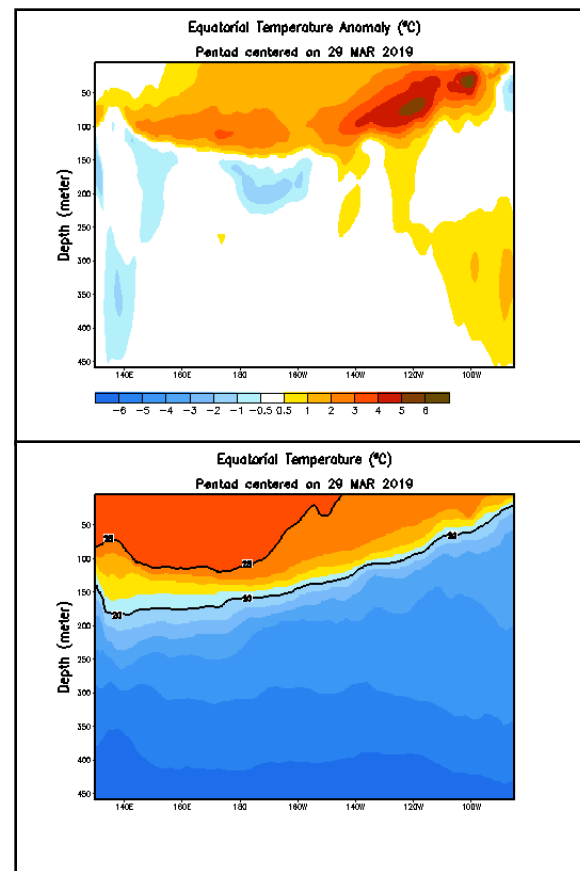 Equatorial Temperature Anomaly (°C)
Pentad centered on 29 MAR 2019
50
100
150
200
250
300
350
400
450
Depth (meter)
140E 160E 180 160W 140W 120W 100W
-6 -5 -4 -3 -2 -1 -0.5 0.5 1 2 3 4 5 6
Equatorial Temperature (°C)
Pentad centered on 29 MAR 2019
50
100
150
200
250
300
350
400
450
Depth (meter)
28
28
20
20
20
140E 160E 180 160W 140W 120W 100W